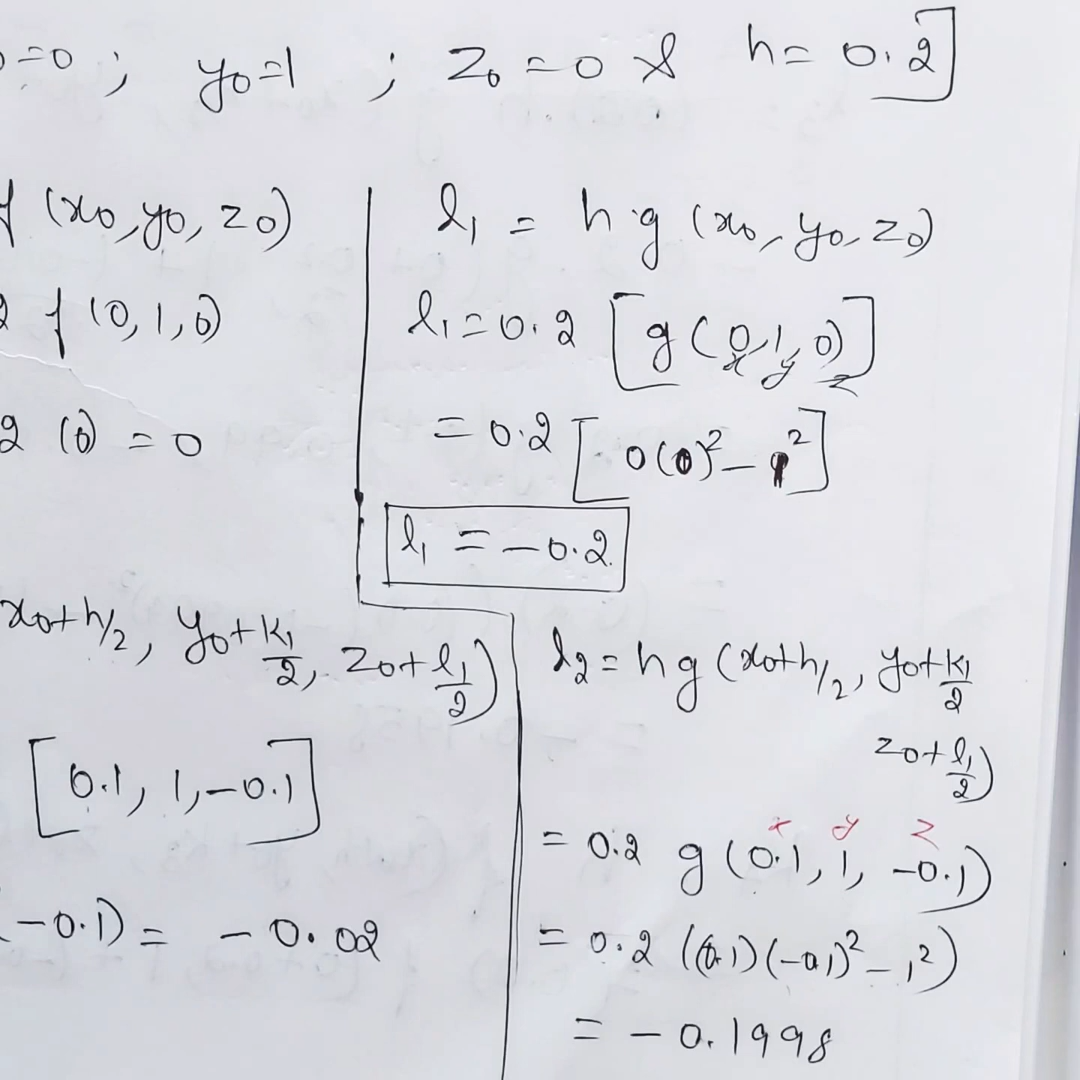 =0 ; y₀=1 ; z₀=0 & h=0.2]
f (x₀, y₀, z₀)
2 f (0, 1, 0)
2 (0) = 0
l₁ = h·g (x₀, y₀, z₀)
l₁=0.2 [g(0,1,0)]
x y z
= 0.2 [0(0)²-1²]
l₁ = -0.2
x₀+h/2, y₀+k₁/2, z₀+l₁/2)
[0.1, 1, -0.1]
(-0.1) = -0.02
l₂ = hg (x₀+h/2, y₀+k₁/2
z₀+l₁/2)
x y z
= 0.2 g(0.1, 1, -0.1)
= 0.2 ((0.1)(-0.1)²-1²)
= -0.1998